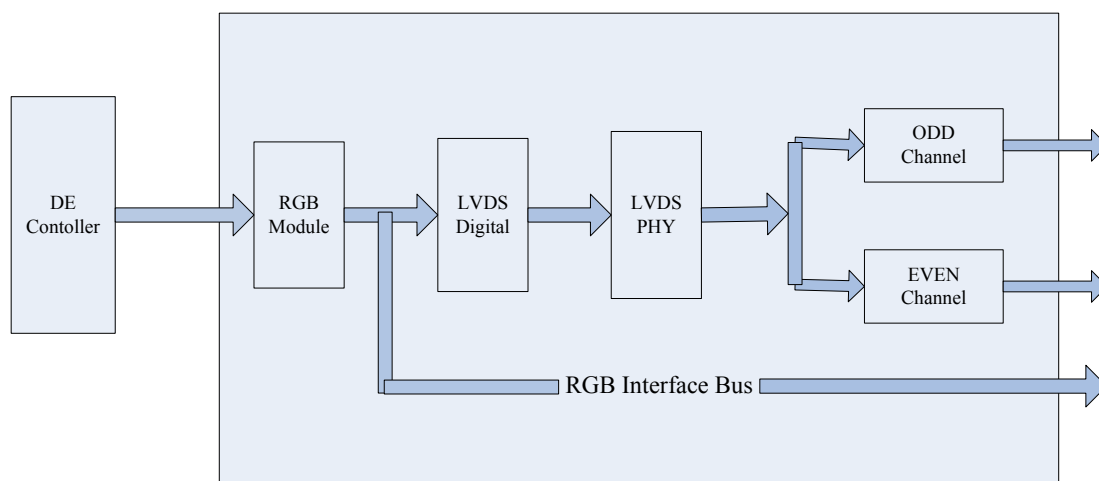 DE
Contoller
RGB
Module
LVDS
Digital
LVDS
PHY
ODD
Channel
EVEN
Channel
RGB Interface Bus